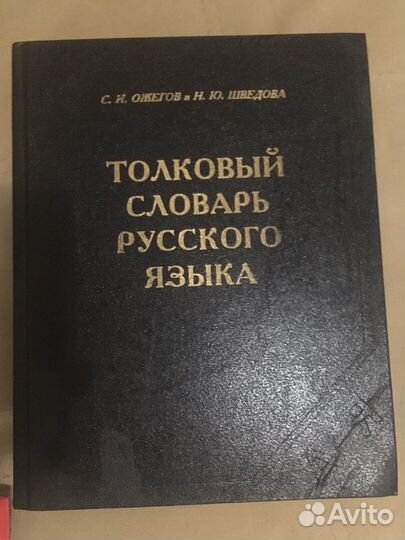 С. И. ОЖЕГОВ и Н. Ю. ШВЕДОВА
ТОЛКОВЫЙ
СЛОВАРЬ
РУССКОГО
ЯЗЫКА
Avito